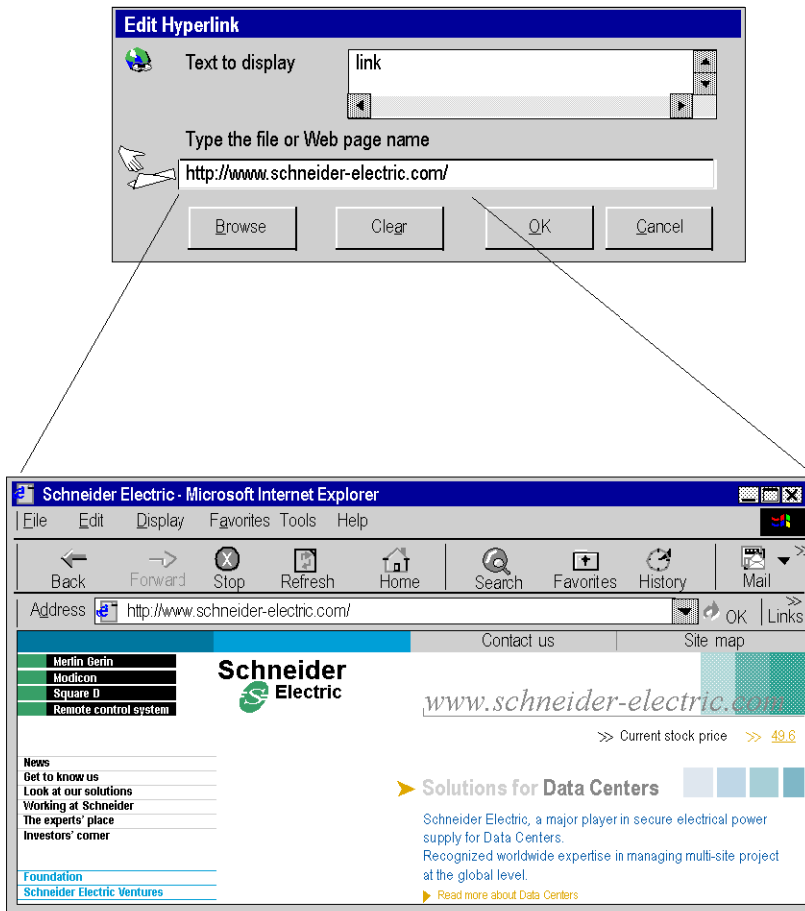 Edit Hyperlink
Text to display
link
Type the file or Web page name
http://www.schneider-electric.com/
Browse Clear OK Cancel
Schneider Electric - Microsoft Internet Explorer
File Edit Display Favorites Tools Help
Back Forward Stop Refresh Home Search Favorites History Mail
Address http://www.schneider-electric.com/ OK Links
Contact us Site map
Merlin Gerin
Modicon
Square D
Remote control system
Schneider
Electric
www.schneider-electric.com
>> Current stock price >> 49.6
News
Get to know us
Look at our solutions
Working at Schneider
The experts' place
Investors' corner
Foundation
Schneider Electric Ventures
Solutions for Data Centers
Schneider Electric, a major player in secure electrical power
supply for Data Centers.
Recognized worldwide expertise in managing multi-site project
at the global level.
Read more about Data Centers